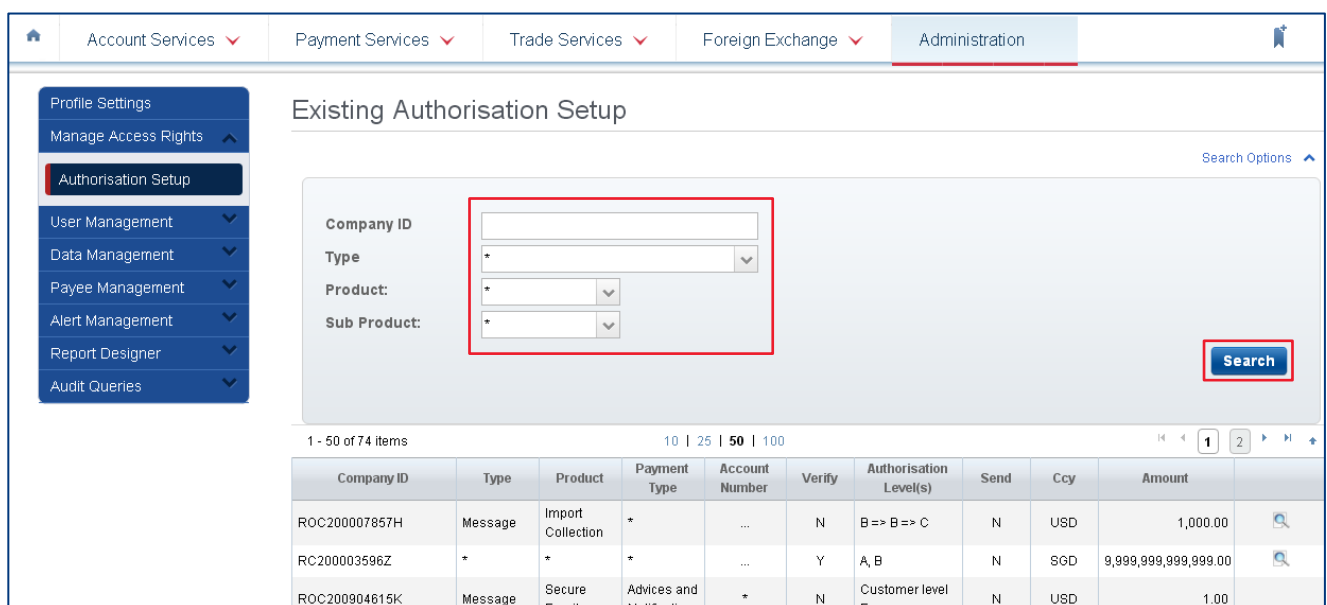 Account Services
Payment Services
Trade Services
Foreign Exchange
Administration
Profile Settings
Manage Access Rights
Authorisation Setup
User Management
Data Management
Payee Management
Alert Management
Report Designer
Audit Queries
Existing Authorisation Setup
Search Options
Company ID
Type *
Product: *
Sub Product: *
Search
1 - 50 of 74 items 10 | 25 | 50 | 100 1 2
Company ID Type Product Payment Type Account Number Verify Authorisation Level(s) Send Ccy Amount
ROC200007857H Message Import Collection * ... N B => B => C N USD 1,000.00
RC200003596Z * * * ... Y A, B N SGD 9,999,999,999,999.00
ROC200904615K Message Secure Advices and * N Customer level N USD 1.00